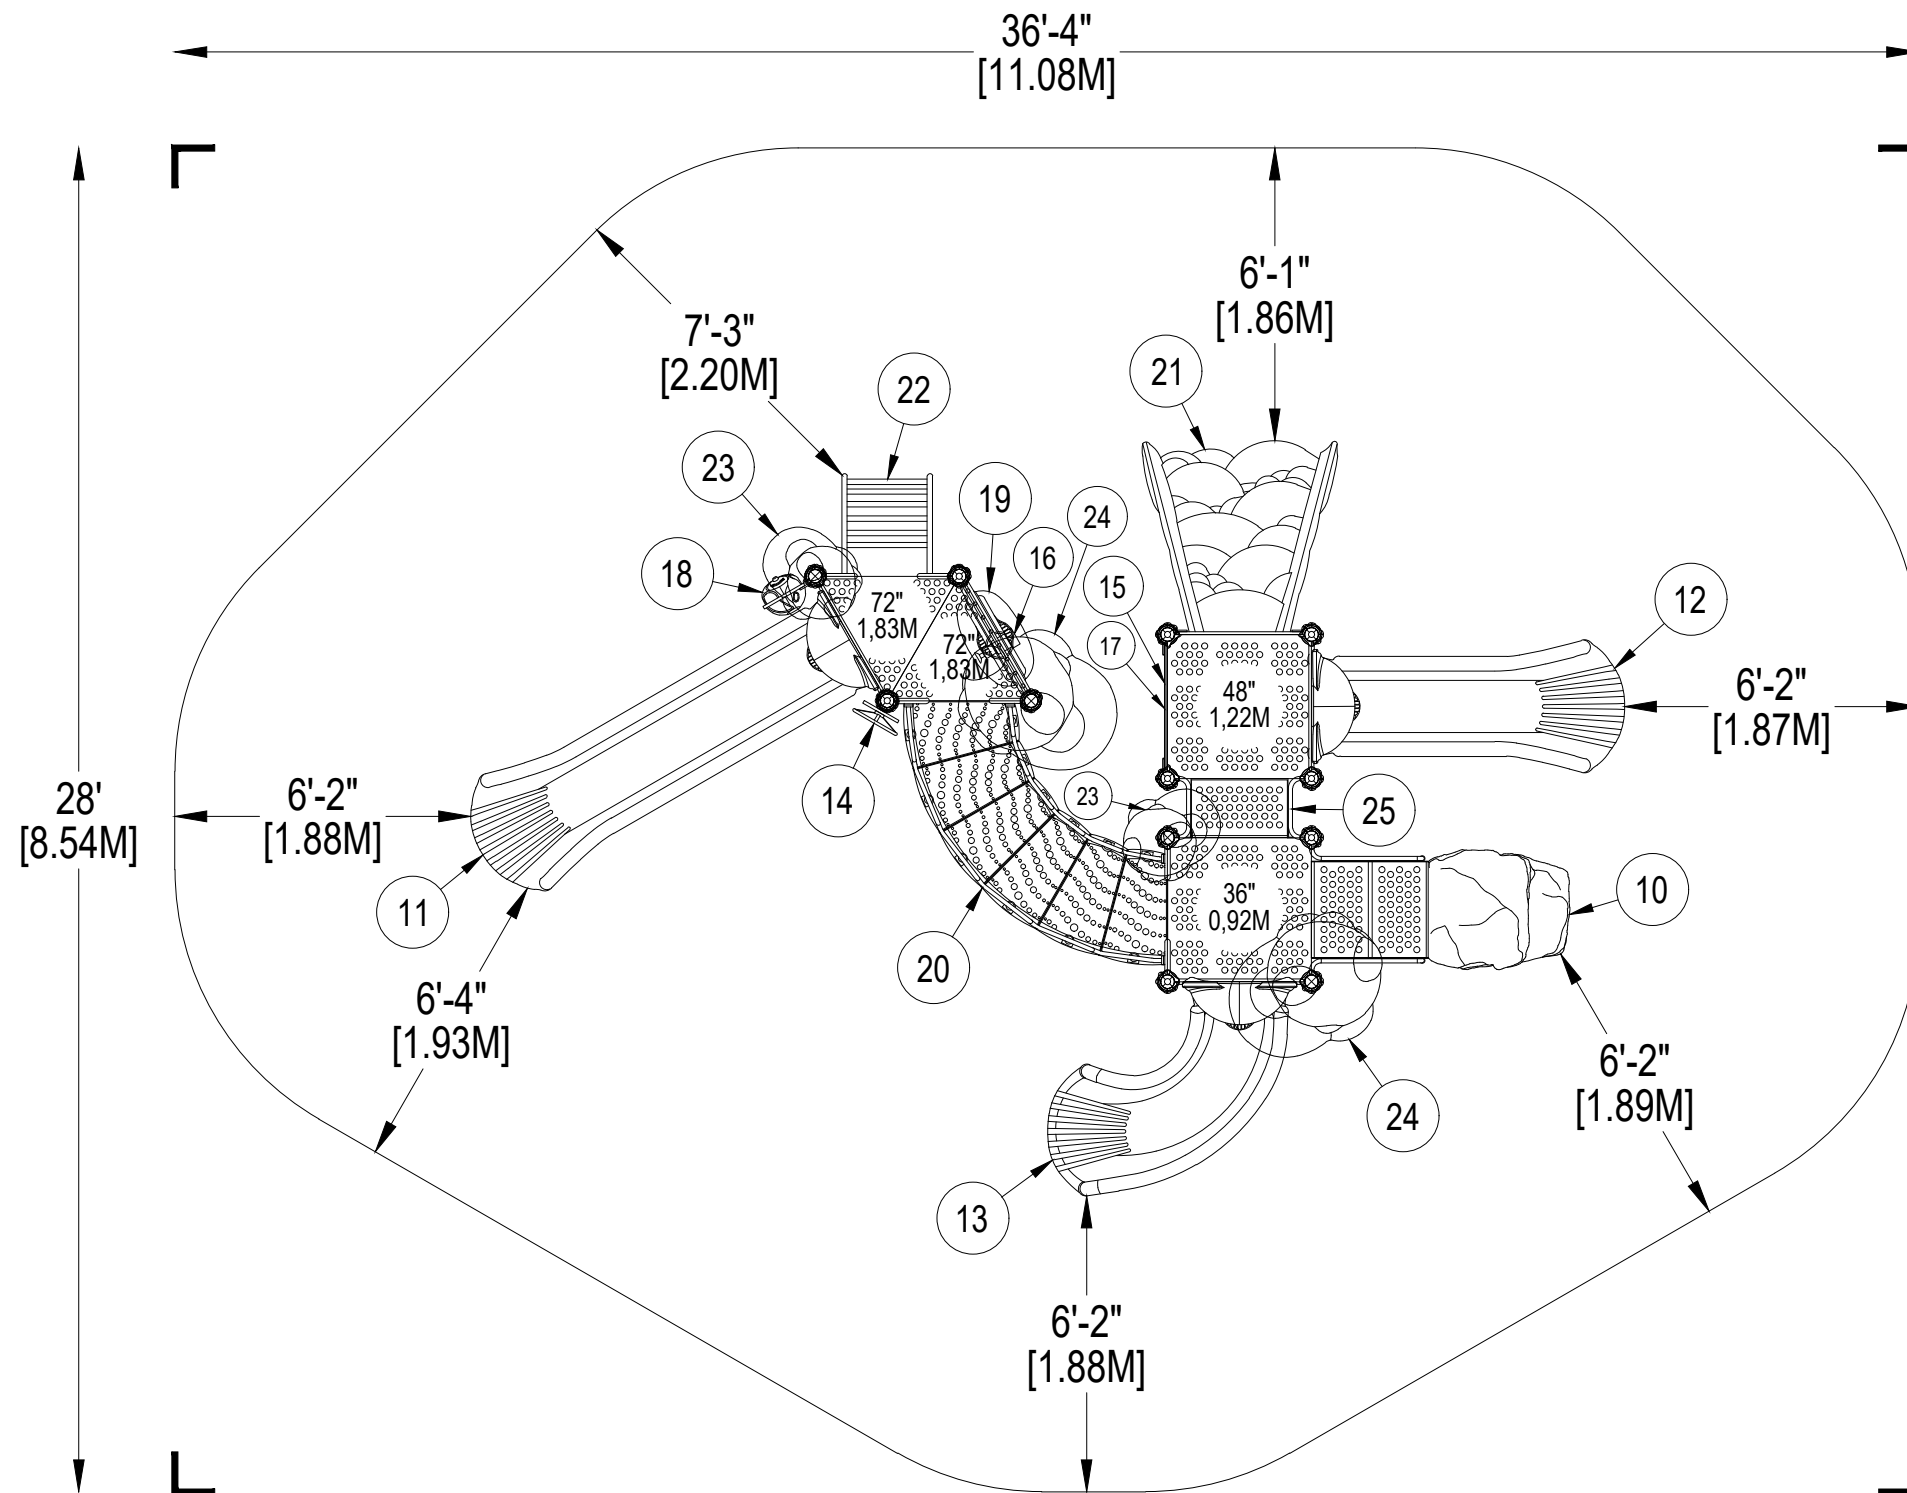 36'-4"
[11.08M]
6'-1"
[1.86M]
7'-3"
[2.20M]
21
22
23
19
24
16
18
15
12
17
72"
1,83M
72"
1,83M
48"
1,22M
6'-2"
[1.87M]
28'
[8.54M]
6'-2"
[1.88M]
14
23
25
11
36"
0,92M
10
20
6'-4"
[1.93M]
6'-2"
[1.89M]
24
13
6'-2"
[1.88M]